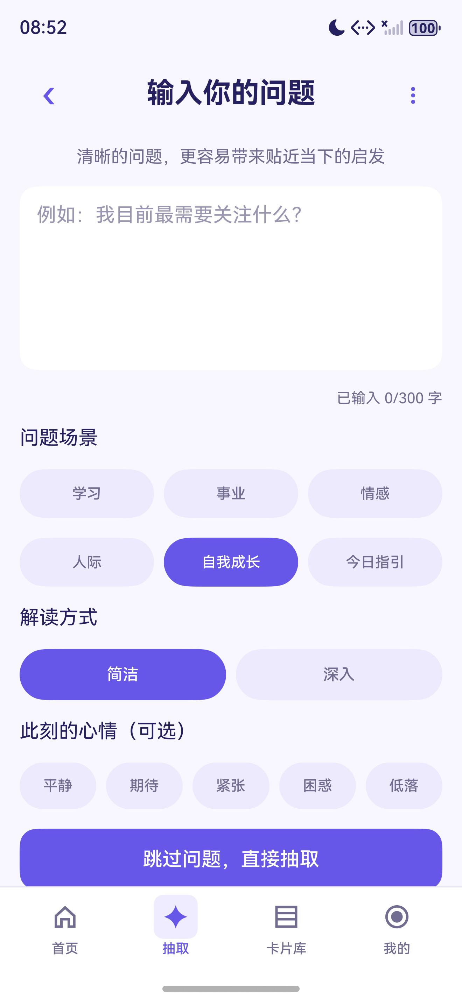 08:52
100
输入你的问题
清晰的问题，更容易带来贴近当下的启发
例如：我目前最需要关注什么？
已输入 0/300 字
问题场景
学习 事业 情感
人际 自我成长 今日指引
解读方式
简洁 深入
此刻的心情（可选）
平静 期待 紧张 困惑 低落
跳过问题，直接抽取
首页 抽取 卡片库 我的